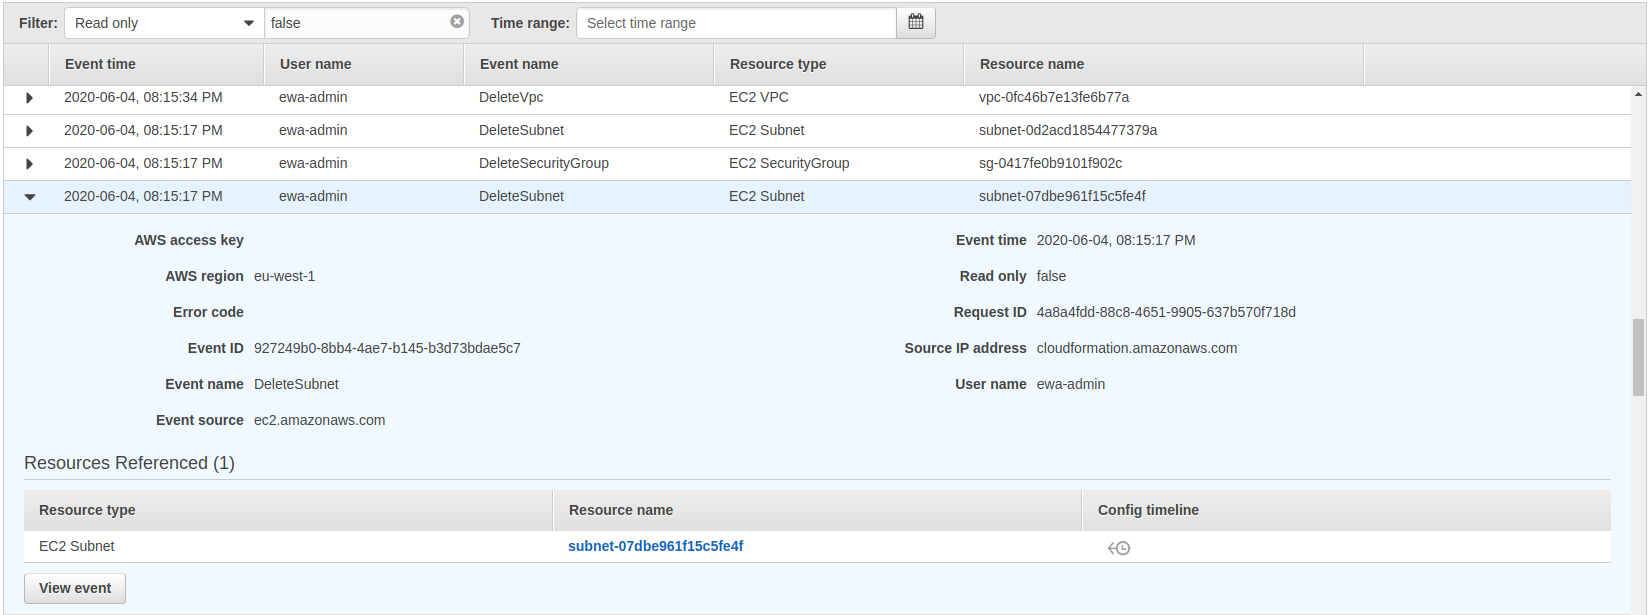 Filter: Read only false Time range: Select time range
Event time User name Event name Resource type Resource name
2020-06-04, 08:15:34 PM ewa-admin DeleteVpc EC2 VPC vpc-0fc46b7e13fe6b77a
2020-06-04, 08:15:17 PM ewa-admin DeleteSubnet EC2 Subnet subnet-0d2acd1854477379a
2020-06-04, 08:15:17 PM ewa-admin DeleteSecurityGroup EC2 SecurityGroup sg-0417fe0b9101f902c
2020-06-04, 08:15:17 PM ewa-admin DeleteSubnet EC2 Subnet subnet-07dbe961f15c5fe4f
AWS access key Event time 2020-06-04, 08:15:17 PM
AWS region eu-west-1 Read only false
Error code Request ID 4a8a4fdd-88c8-4651-9905-637b570f718d
Event ID 927249b0-8bb4-4ae7-b145-b3d73bdae5c7 Source IP address cloudformation.amazonaws.com
Event name DeleteSubnet User name ewa-admin
Event source ec2.amazonaws.com
Resources Referenced (1)
Resource type Resource name Config timeline
EC2 Subnet subnet-07dbe961f15c5fe4f
View event